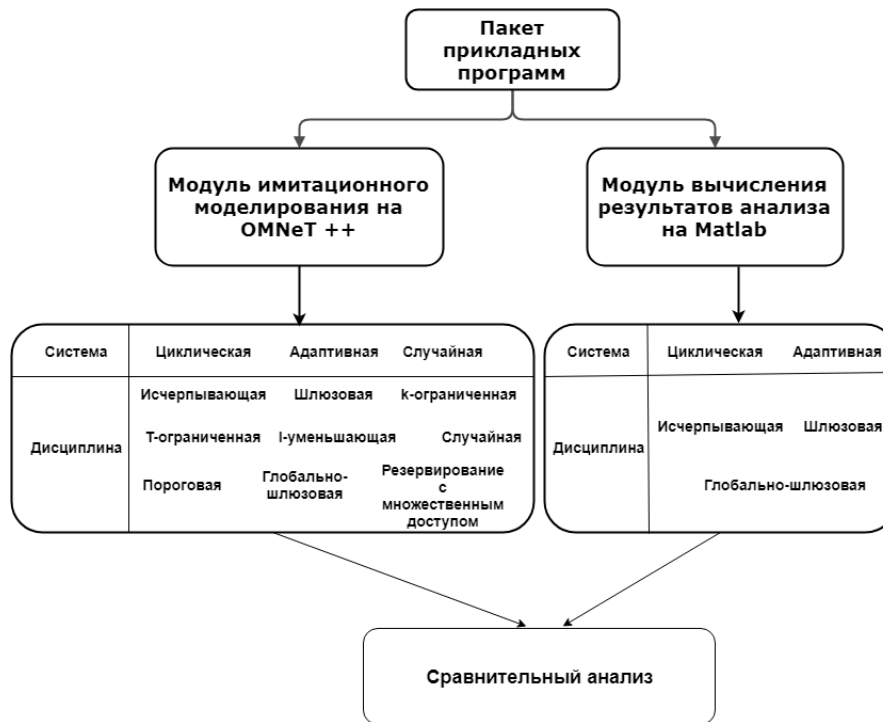 Пакет
прикладных
программ
Модуль имитационного
моделирования на
OMNeT ++
Модуль вычисления
результатов анализа
на Matlab
Система
Циклическая
Адаптивная
Случайная
Дисциплина
Исчерпывающая
Шлюзовая
k-ограниченная
T-ограниченная
l-уменьшающая
Случайная
Пороговая
Глобально-
шлюзовая
Резервирование
с
множественным
доступом
Система
Циклическая
Адаптивная
Дисциплина
Исчерпывающая
Шлюзовая
Глобально-шлюзовая
Сравнительный анализ